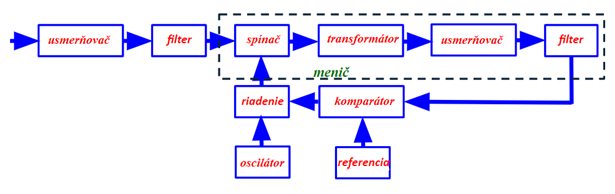 usmerňovač
filter
spínač
transformátor
usmerňovač
filter
menič
riadenie
komparátor
oscilátor
referencia